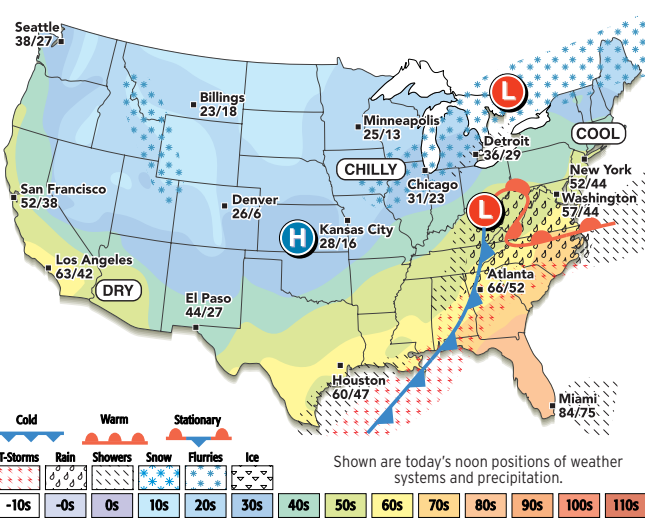 Seattle
38/27
Billings
23/18
Minneapolis
25/13
L
COOL
Detroit
36/29
CHILLY
New York
52/44
Chicago
31/23
San Francisco
52/38
Denver
26/6
Washington
57/44
L
H
Kansas City
28/16
Los Angeles
63/42
DRY
Atlanta
66/52
El Paso
44/27
Houston
60/47
Miami
84/75
Cold
Warm
Stationary
T-Storms Rain Showers Snow Flurries Ice
Shown are today's noon positions of weather
systems and precipitation.
-10s -0s 0s 10s 20s 30s 40s 50s 60s 70s 80s 90s 100s 110s